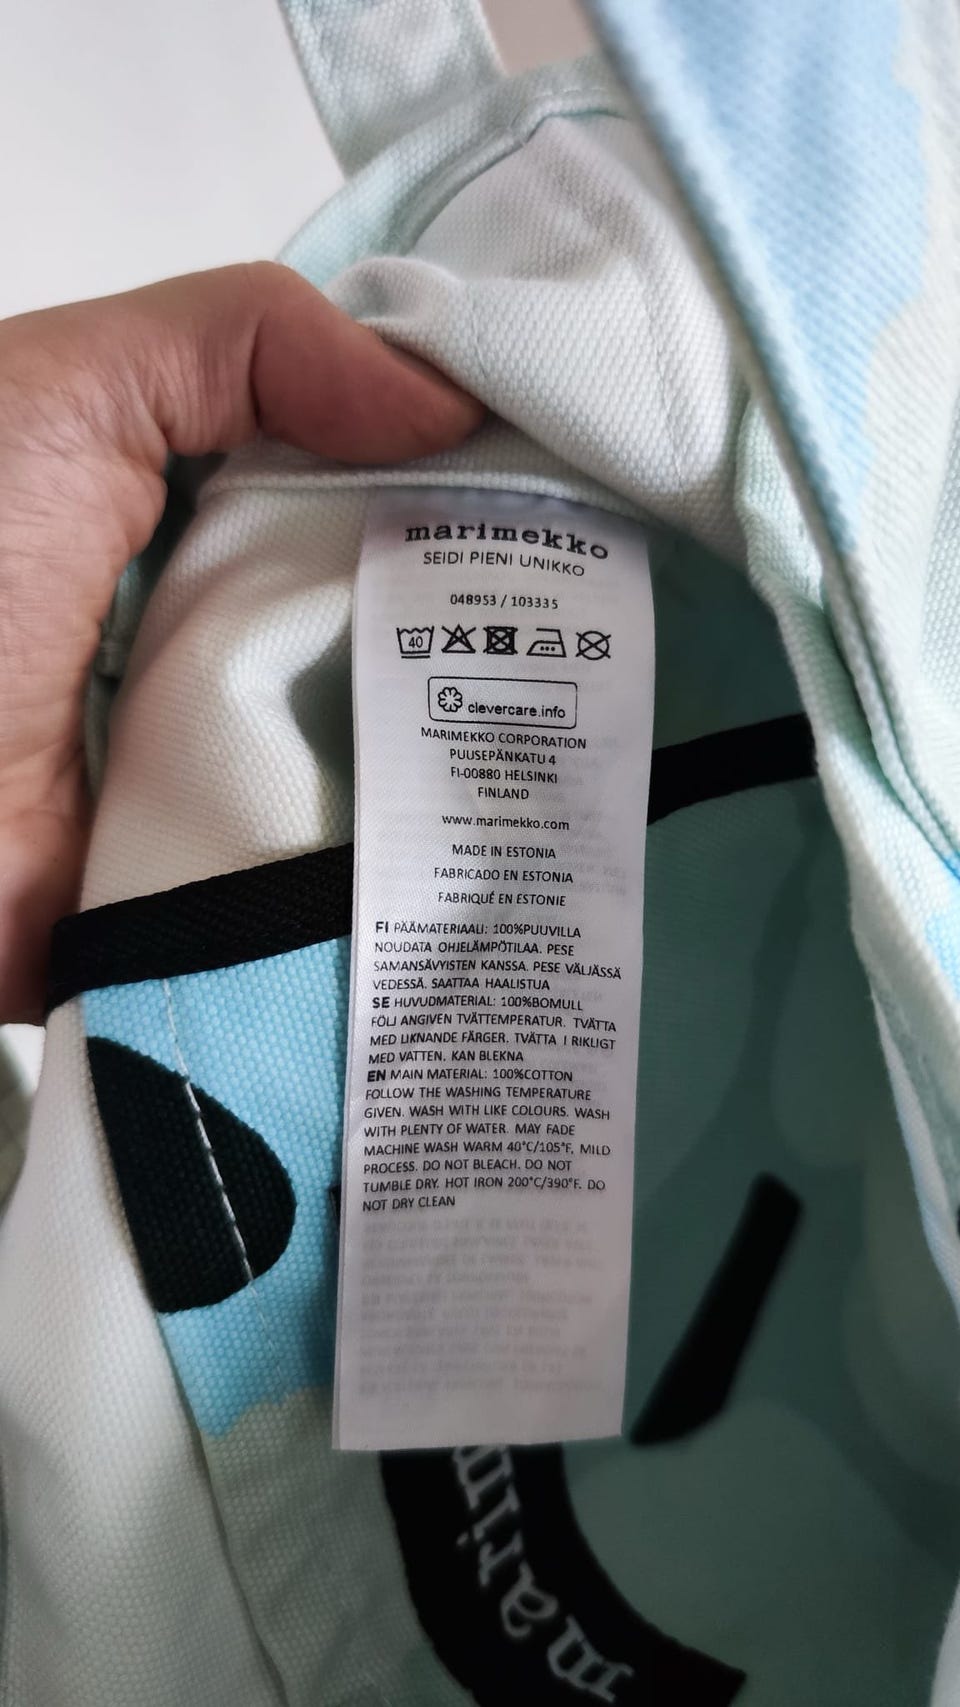 marimekko
SEIDI PIENI UNIKKO
048953 / 103335
40
clevercare.info
MARIMEKKO CORPORATION
PUUSEPÄNKATU 4
FI-00880 HELSINKI
FINLAND
www.marimekko.com
MADE IN ESTONIA
FABRICADO EN ESTONIA
FABRIQUÉ EN ESTONIE
FI PÄÄMATERIAALI: 100%PUUVILLA
NOUDATA OHJELÄMPÖTILAA. PESE
SAMANSÄVYISTEN KANSSA. PESE VÄLJÄSSÄ
VEDESSÄ. SAATTAA HAALISTUA
SE HUVUDMATERIAL: 100%BOMULL
FÖLJ ANGIVEN TVÄTTEMPERATUR. TVÄTTA
MED LIKNANDE FÄRGER. TVÄTTA I RIKLIGT
MED VATTEN. KAN BLEKNA
EN MAIN MATERIAL: 100%COTTON
FOLLOW THE WASHING TEMPERATURE
GIVEN. WASH WITH LIKE COLOURS. WASH
WITH PLENTY OF WATER. MAY FADE
MACHINE WASH WARM 40°C/105°F, MILD
PROCESS. DO NOT BLEACH. DO NOT
TUMBLE DRY. HOT IRON 200°C/390°F. DO
NOT DRY CLEAN
marim